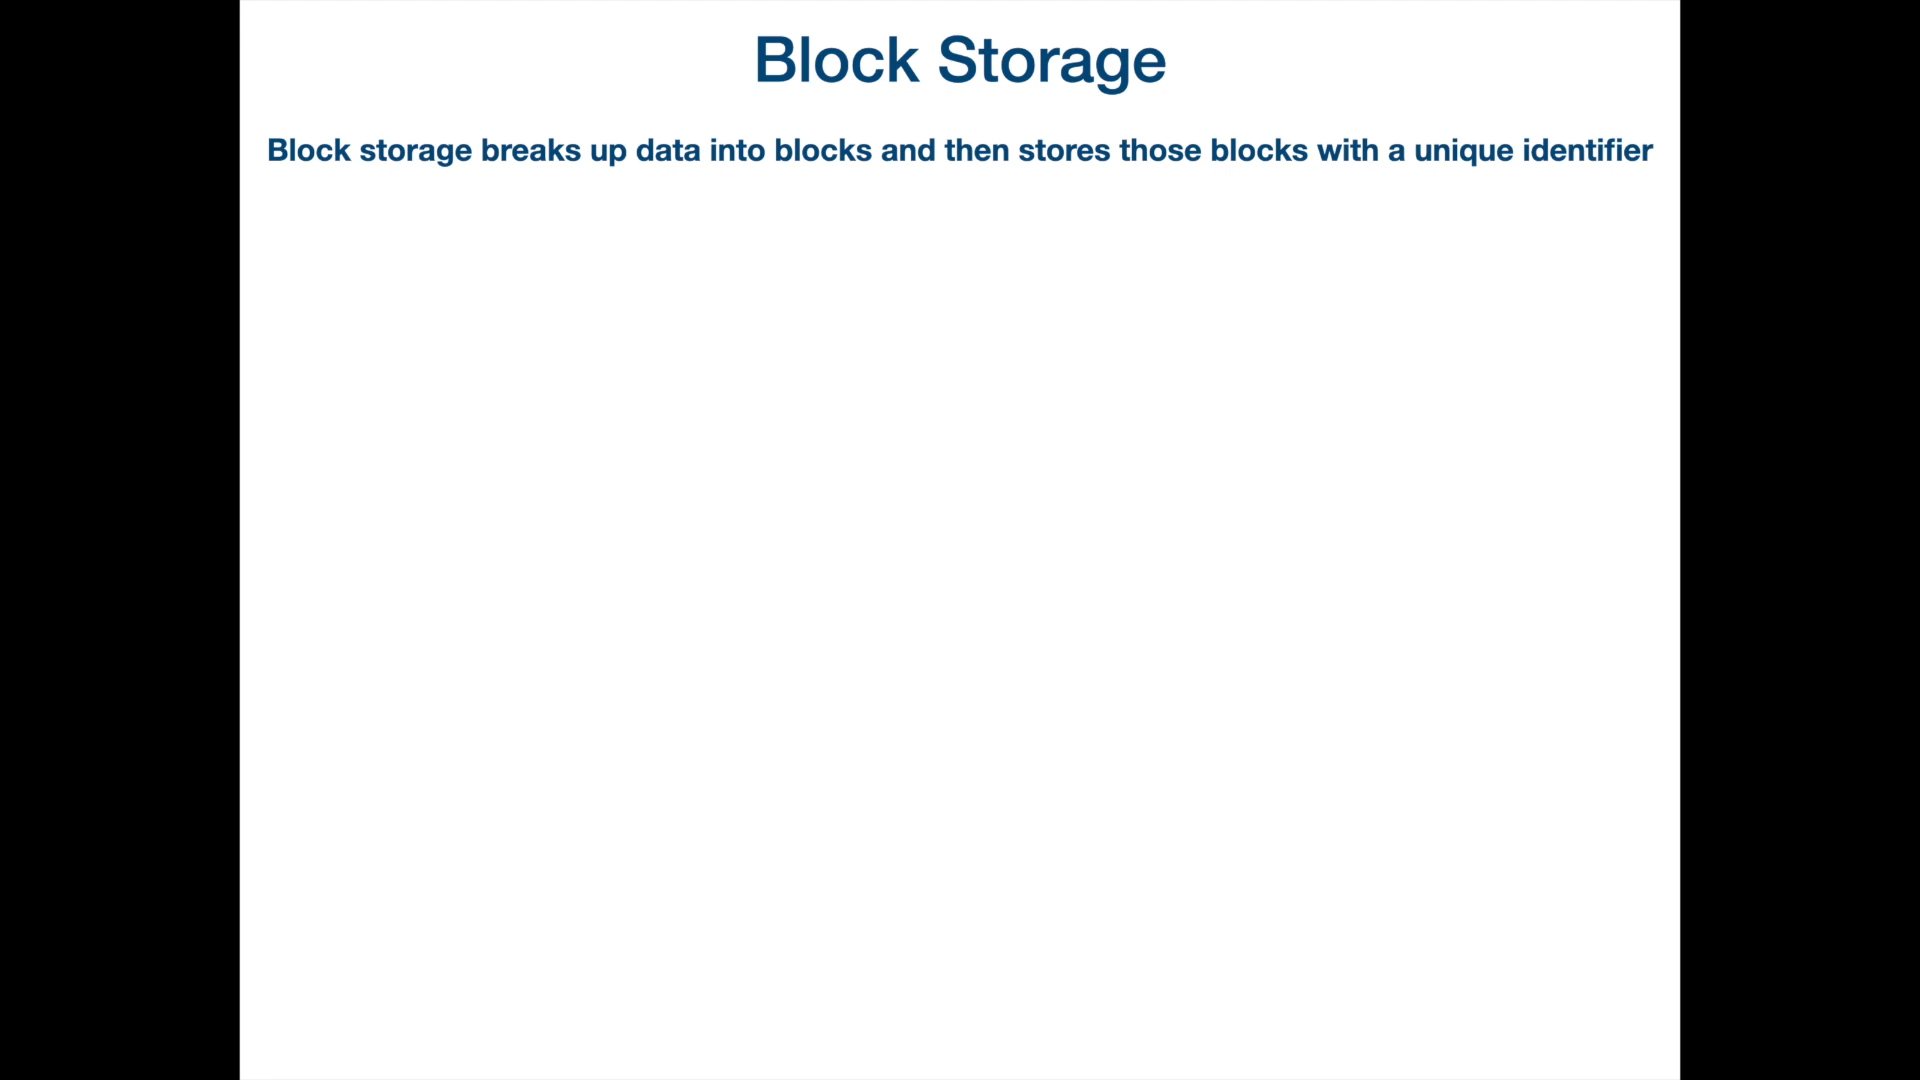 Block Storage
Block storage breaks up data into blocks and then stores those blocks with a unique identifier